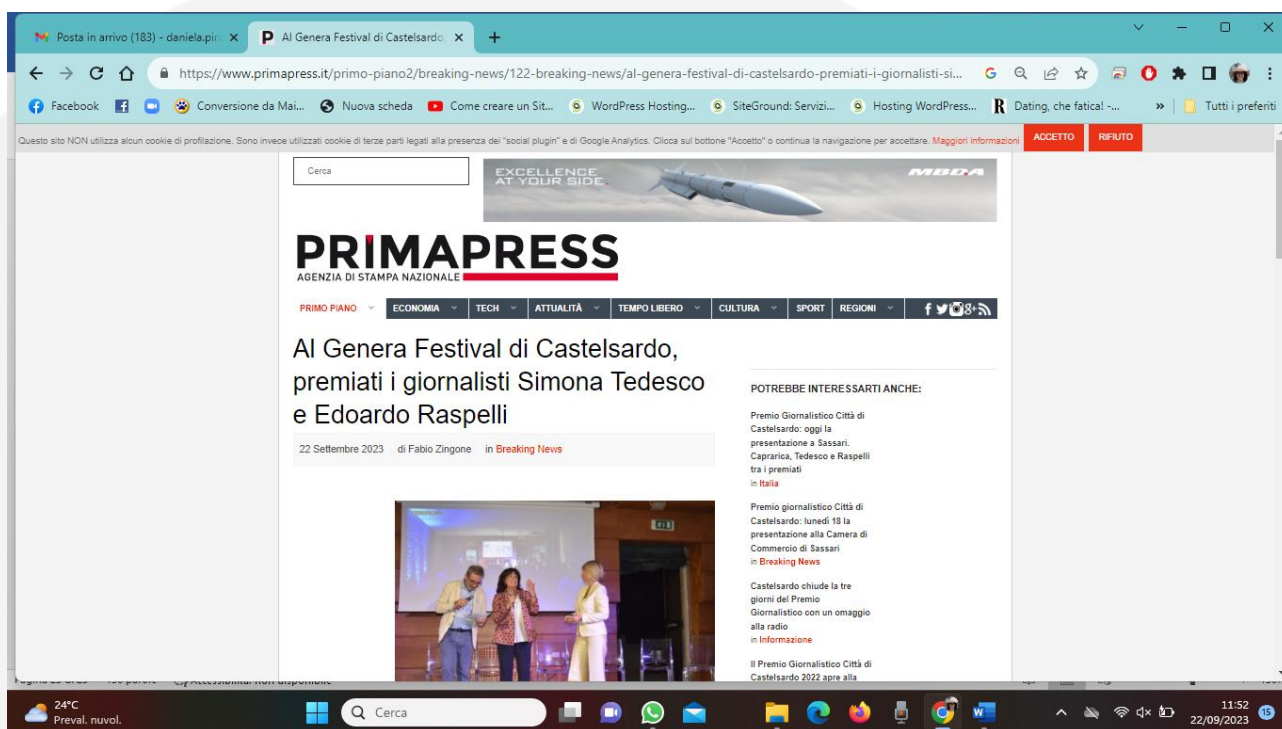 Posta in arrivo (183) - daniela.pir
Al Genera Festival di Castelsardo
https://www.primapress.it/primo-piano2/breaking-news/122-breaking-news/al-genera-festival-di-castelsardo-premiati-i-giornalisti-si...
Facebook Conversione da Mai... Nuova scheda Come creare un Sit... WordPress Hosting... SiteGround: Servizi... Hosting WordPress... Dating, che fatica! -... » Tutti i preferiti
Questo sito NON utilizza alcun cookie di profilazione. Sono invece utilizzati cookie di terze parti legati alla presenza dei "social plugin" e di Google Analytics. Clicca sul bottone "Accetto" o continua la navigazione per accettare. Maggiori informazioni ACCETTO RIFIUTO
Cerca
EXCELLENCE
AT YOUR SIDE
MBDA
PRIMAPRESS
AGENZIA DI STAMPA NAZIONALE
PRIMO PIANO ECONOMIA TECH ATTUALITÀ TEMPO LIBERO CULTURA SPORT REGIONI
Al Genera Festival di Castelsardo,
premiati i giornalisti Simona Tedesco
e Edoardo Raspelli
22 Settembre 2023 di Fabio Zingone in Breaking News
POTREBBE INTERESSARTI ANCHE:
Premio Giornalistico Città di
Castelsardo: oggi la
presentazione a Sassari.
Caprarica, Tedesco e Raspelli
tra i premiati
in Italia
Premio giornalistico Città di
Castelsardo: lunedì 18 la
presentazione alla Camera di
Commercio di Sassari
in Breaking News
Castelsardo chiude la tre
giorni del Premio
Giornalistico con un omaggio
alla radio
in Informazione
Il Premio Giornalistico Città di
Castelsardo 2022 apre alla
24°C
Preval. nuvol.
Cerca
11:52
22/09/2023
15